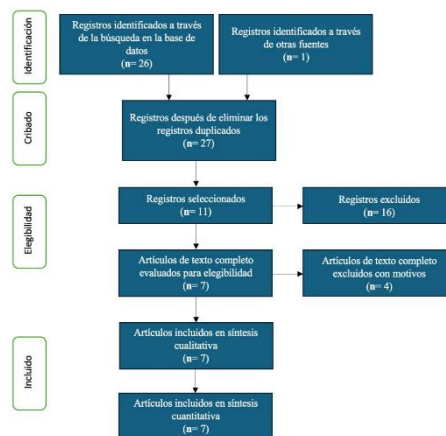 Identificación
Registros identificados a través
de la búsqueda en la base de
datos
(n= 26)
Registros identificados a través
de otras fuentes
(n= 1)
Cribado
Registros después de eliminar los
registros duplicados
(n= 27)
Elegibilidad
Registros seleccionados
(n= 11)
Registros excluidos
(n= 16)
Artículos de texto completo
evaluados para elegibilidad
(n= 7)
Artículos de texto completo
excluidos con motivos
(n= 4)
Incluido
Artículos incluidos en síntesis
cualitativa
(n= 7)
Artículos incluidos en síntesis
cuantitativa
(n= 7)